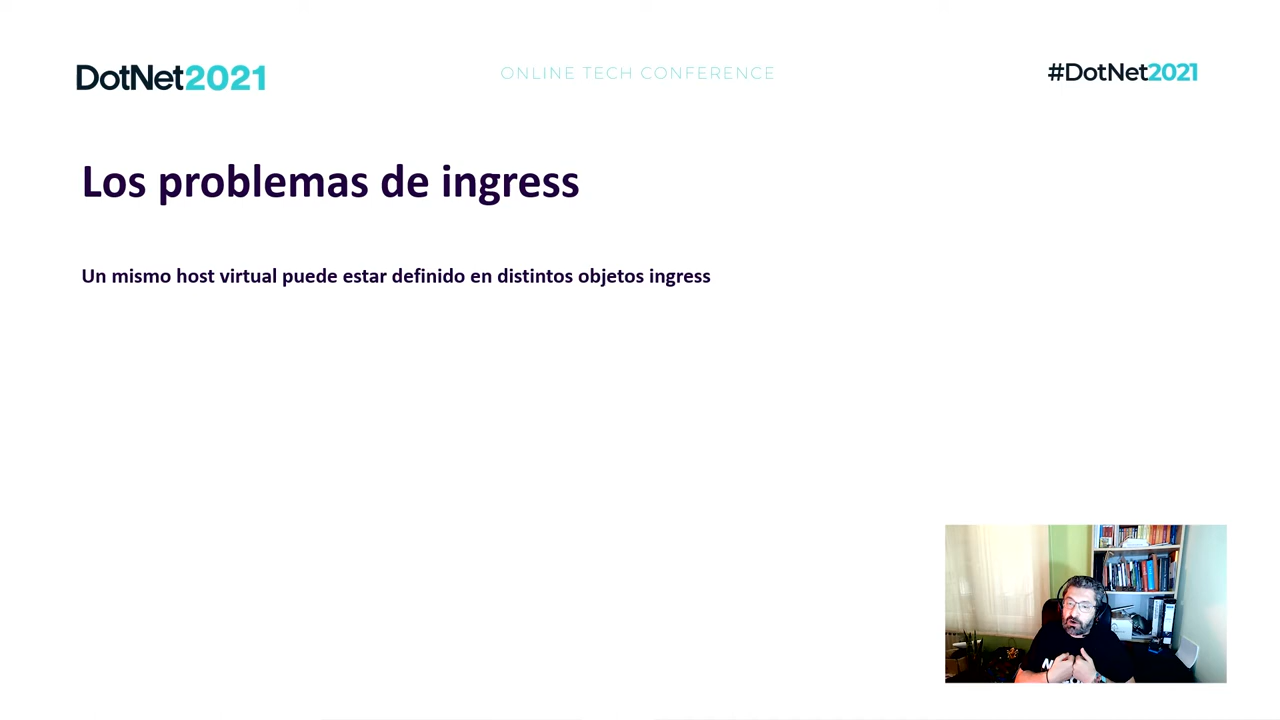 DotNet2021
ONLINE TECH CONFERENCE
#DotNet2021
Los problemas de ingress
Un mismo host virtual puede estar definido en distintos objetos ingress